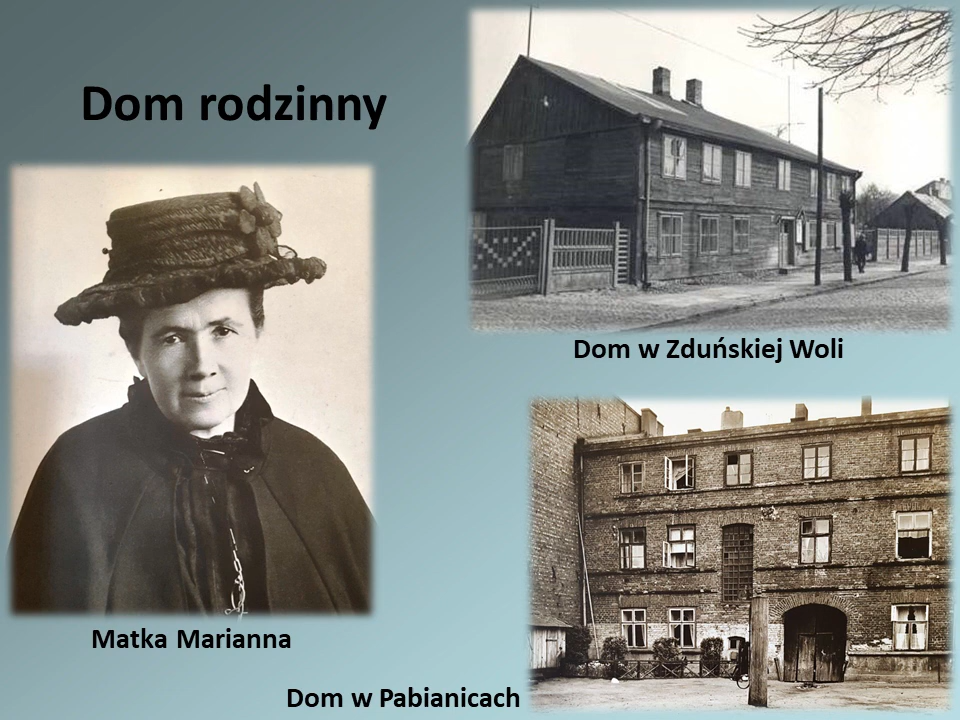 Dom rodzinny
Dom w Zduńskiej Woli
Matka Marianna
Dom w Pabianicach